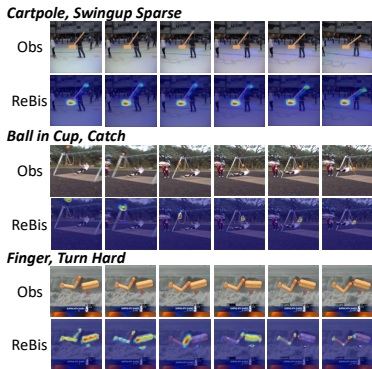 Cartpole, Swingup Sparse
Obs
ReBis
Ball in Cup, Catch
Obs
ReBis
Finger, Turn Hard
Obs
ReBis